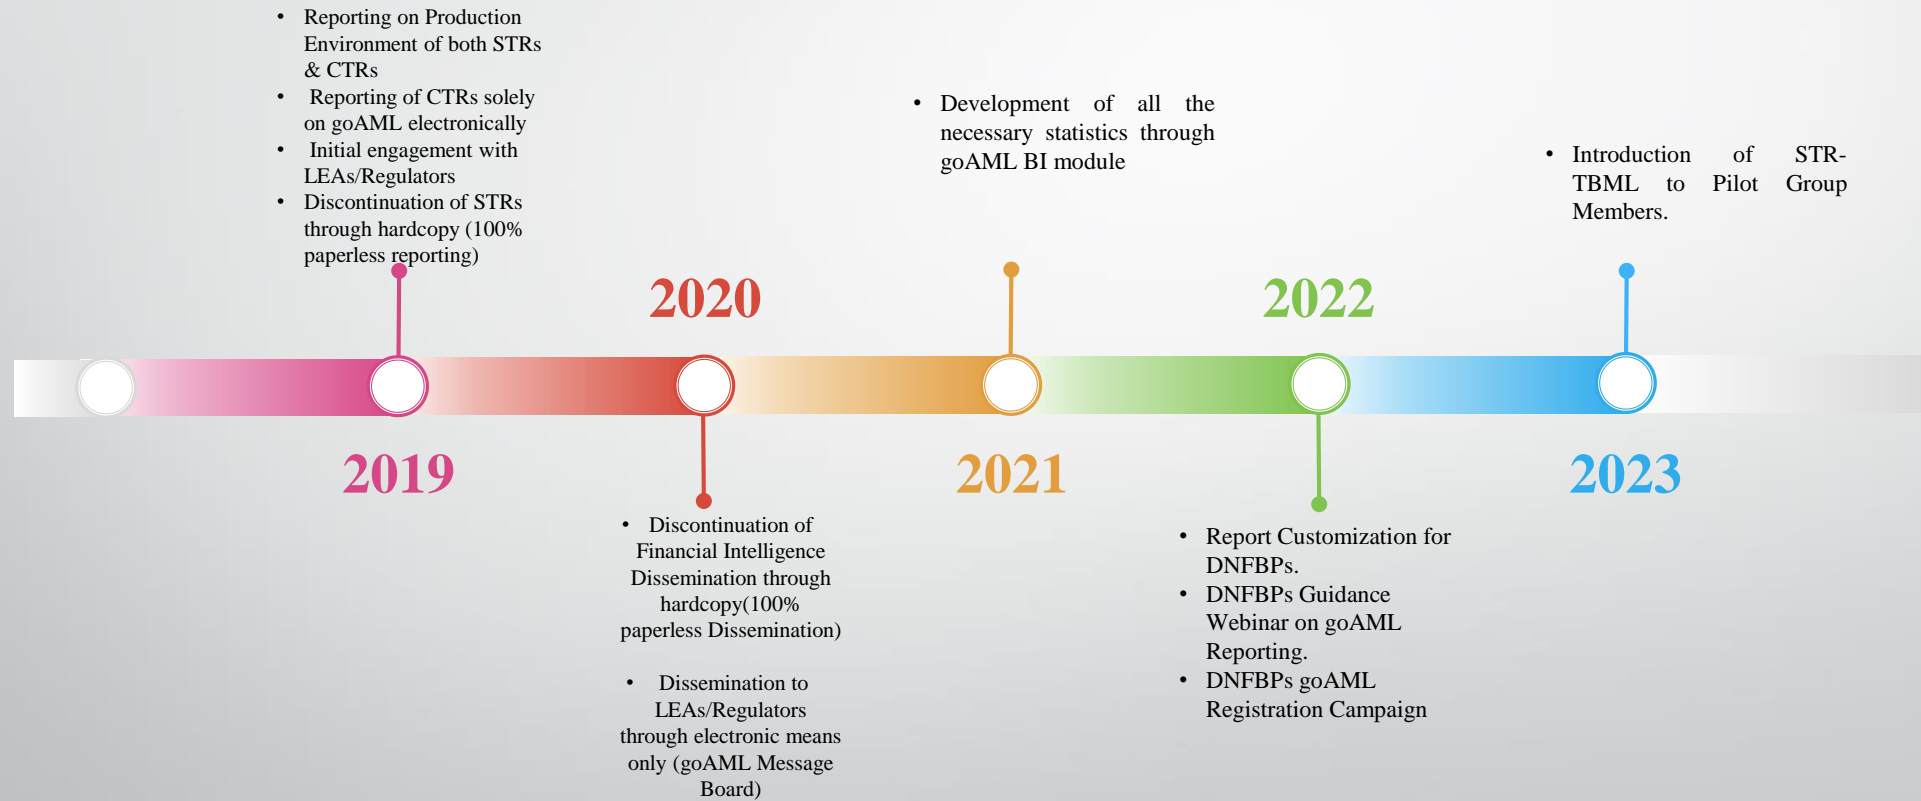 • Reporting on Production
Environment of both STRs
& CTRs
• Reporting of CTRs solely
on goAML electronically
• Initial engagement with
LEAs/Regulators
• Discontinuation of STRs
through hardcopy (100%
paperless reporting)
2019
2020
• Discontinuation of
Financial Intelligence
Dissemination through
hardcopy(100%
paperless Dissemination)
• Dissemination to
LEAs/Regulators
through electronic means
only (goAML Message
Board)
• Development of all the
necessary statistics through
goAML BI module
2021
2022
• Report Customization for
DNFBPs.
• DNFBPs Guidance
Webinar on goAML
Reporting.
• DNFBPs goAML
Registration Campaign
• Introduction of STR-
TBML to Pilot Group
Members.
2023